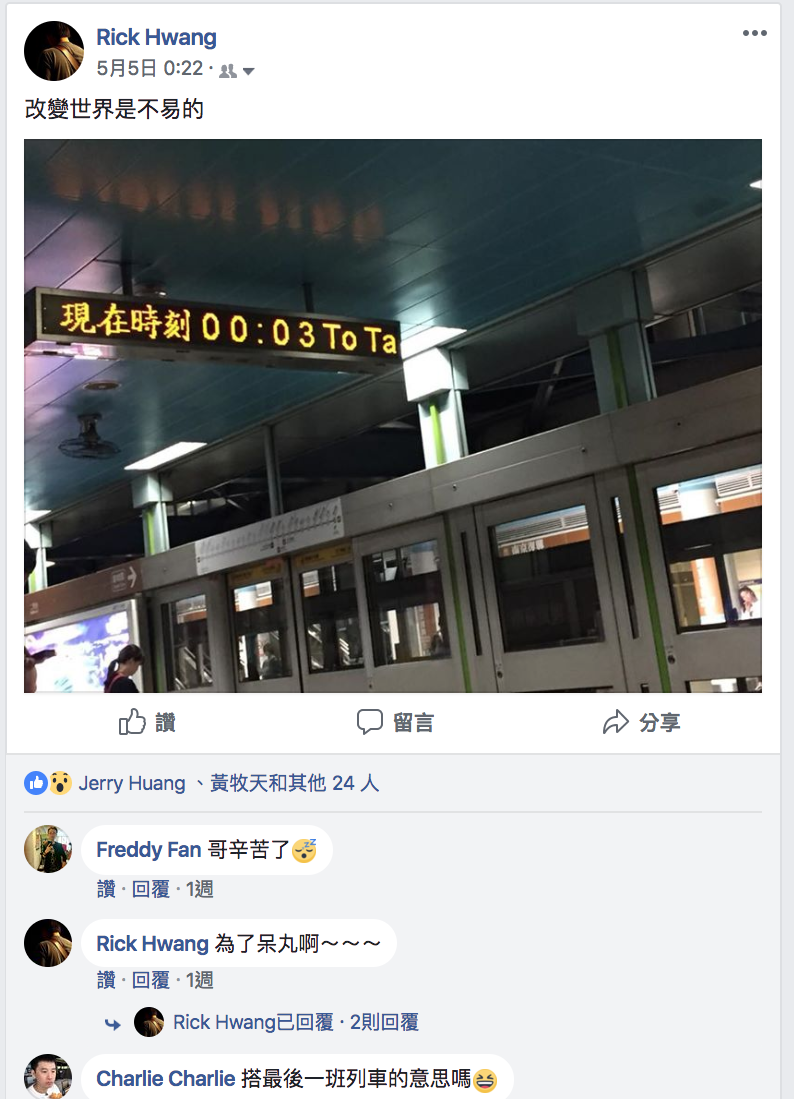 Rick Hwang
5月5日 0:22 ·
改變世界是不易的
現在時刻 00:03 To Ta
讚
留言
分享
Jerry Huang 、黃牧天和其他 24 人
Freddy Fan 哥辛苦了
讚 · 回覆 · 1週
Rick Hwang 為了呆丸啊～～～
讚 · 回覆 · 1週
Rick Hwang已回覆 · 2則回覆
Charlie Charlie 搭最後一班列車的意思嗎